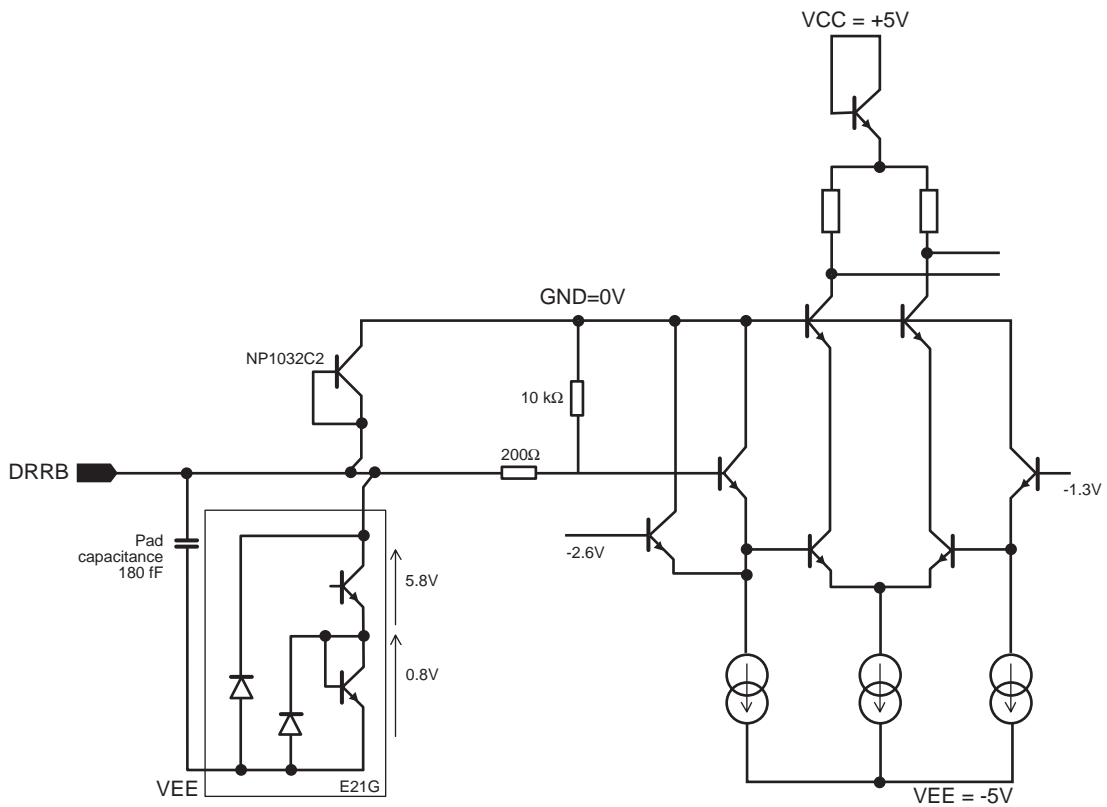 VCC = +5V
GND=0V
NP1032C2
10 kΩ
200Ω
DRRB
-1.3V
Pad
capacitance
180 fF
-2.6V
5.8V
0.8V
VEE
E21G
VEE = -5V